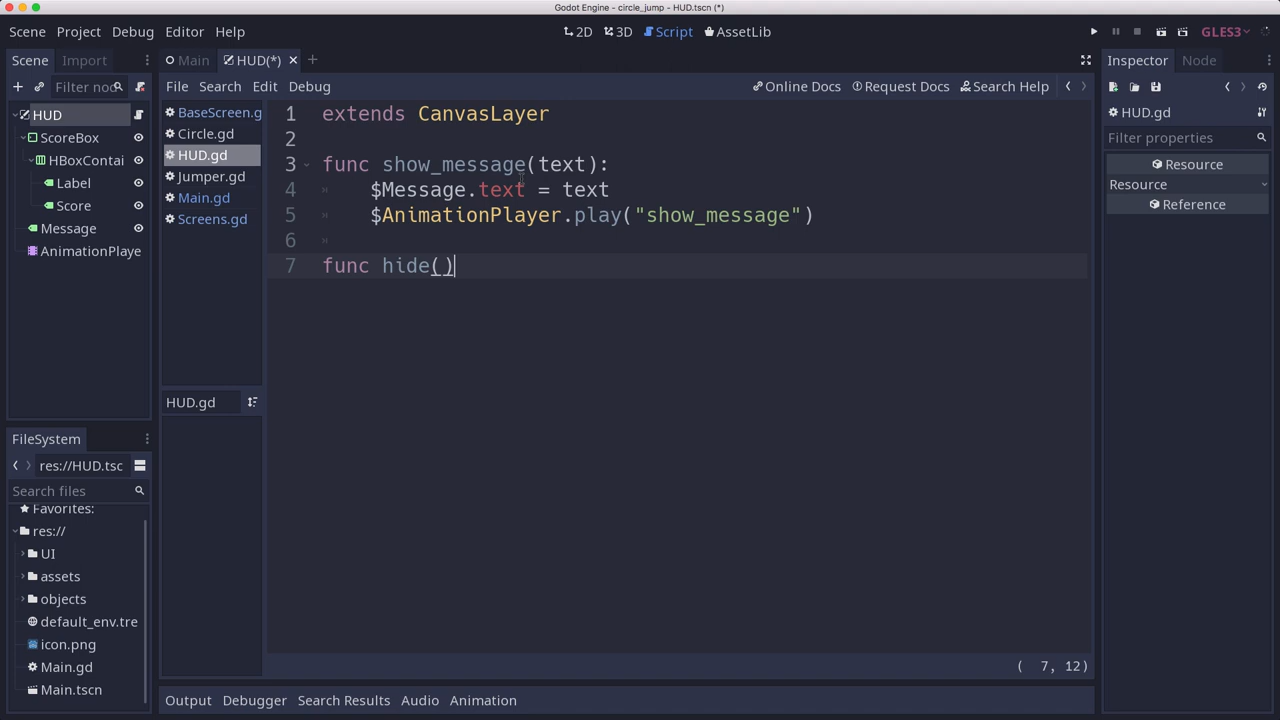 Godot Engine - circle_jump - HUD.tscn (*)
Scene Project Debug Editor Help
2D 3D Script AssetLib
GLES3
Scene Import
Filter nod
HUD
ScoreBox
HBoxContai
Label
Score
Message
AnimationPlaye
FileSystem
res://HUD.tsc
Search files
Favorites:
res://
UI
assets
objects
default_env.tre
icon.png
Main.gd
Main.tscn
Main HUD(*)
File Search Edit Debug
Online Docs Request Docs Search Help
BaseScreen.g
Circle.gd
HUD.gd
Jumper.gd
Main.gd
Screens.gd
HUD.gd
1 extends CanvasLayer
2
3 func show_message(text):
4 $Message.text = text
5 $AnimationPlayer.play("show_message")
6
7 func hide()
( 7, 12)
Output Debugger Search Results Audio Animation
Inspector Node
HUD.gd
Filter properties
Resource
Resource
Reference